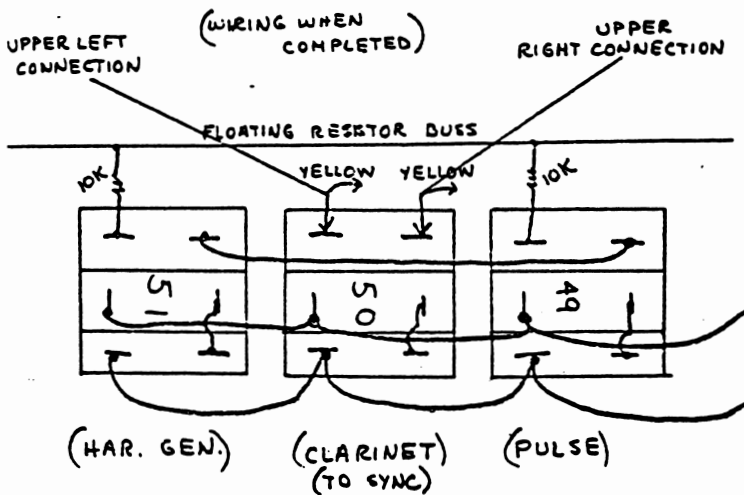 (WIRING WHEN
COMPLETED)
UPPER LEFT
CONNECTION
UPPER
RIGHT CONNECTION
FLOATING RESISTOR BUSS
10K
YELLOW
YELLOW
10K
51
50
49
(HAR. GEN.)
(CLARINET)
(TO SYNC)
(PULSE)